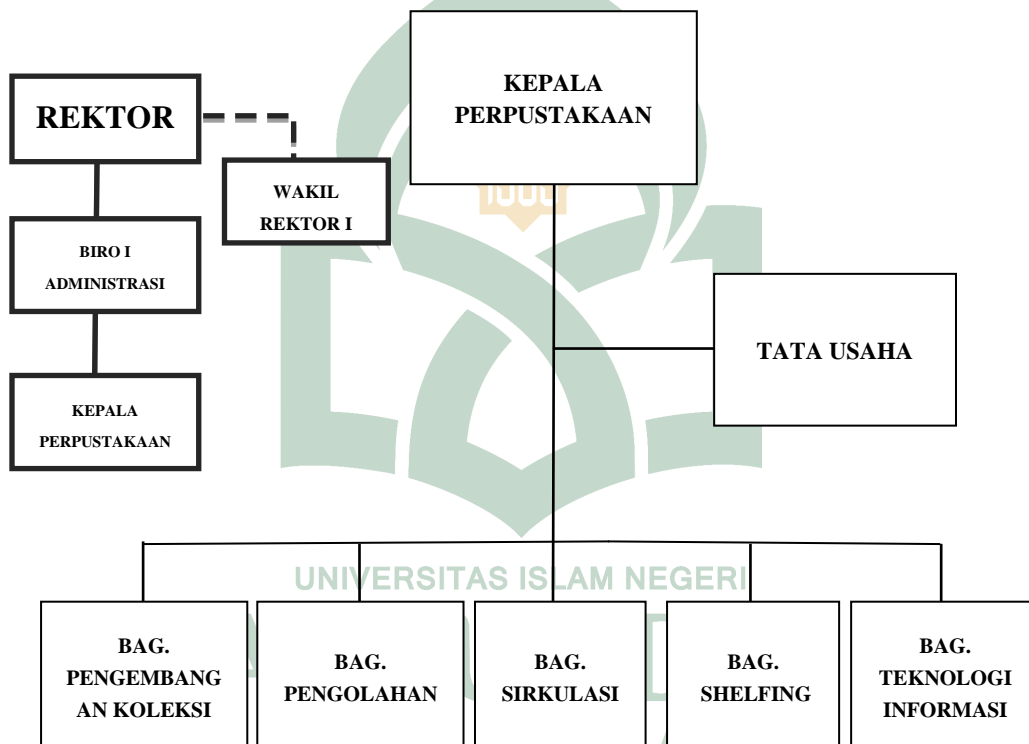 KEPALA
PERPUSTAKAAN
REKTOR
WAKIL
REKTOR I
BIRO I
ADMINISTRASI
TATA USAHA
KEPALA
PERPUSTAKAAN
UNIVERSITAS ISLAM NEGERI
BAG.
PENGEMBANG
AN KOLEKSI
BAG.
PENGOLAHAN
BAG.
SIRKULASI
BAG.
SHELFING
BAG.
TEKNOLOGI
INFORMASI